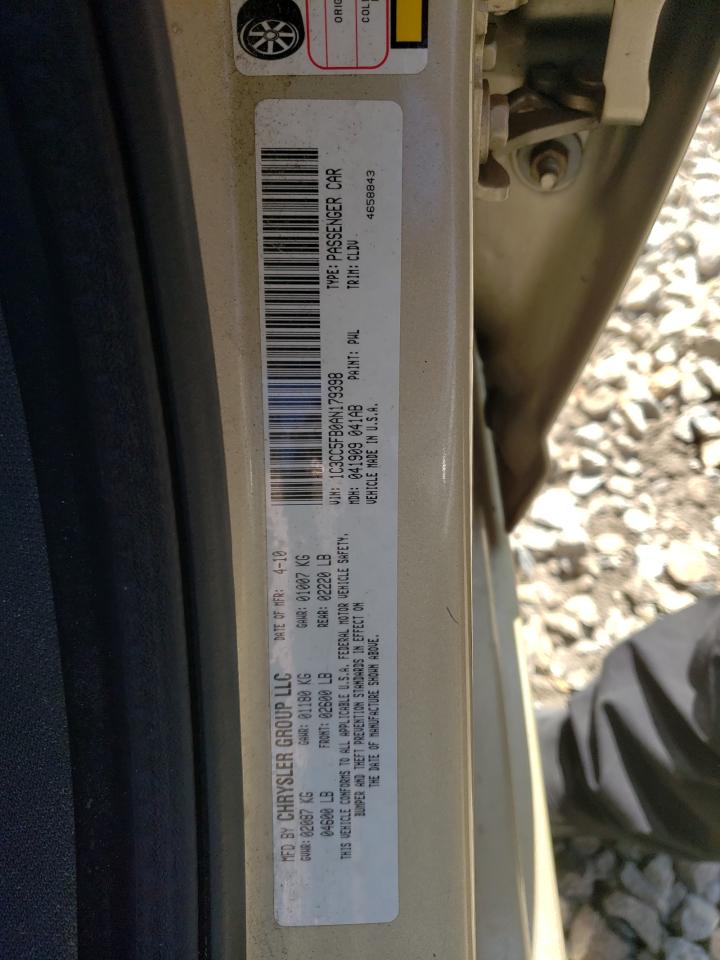 ORIG
COL
MFD BY CHRYSLER GROUP LLC DATE OF MFR: 4-10
GVWR: 02087 KG GAWR: 01180 KG GAWR: 01007 KG
04600 LB FRONT: 02600 LB REAR: 02220 LB
THIS VEHICLE CONFORMS TO ALL APPLICABLE U.S.A. FEDERAL MOTOR VEHICLE SAFETY,
BUMPER AND THEFT PREVENTION STANDARDS IN EFFECT ON
THE DATE OF MANUFACTURE SHOWN ABOVE.
VIN: 1C3CC5FB0AN179398 TYPE: PASSENGER CAR
MDH: 041909 041AB PAINT: PWL TRIM: CLDV
VEHICLE MADE IN U.S.A. 4658843